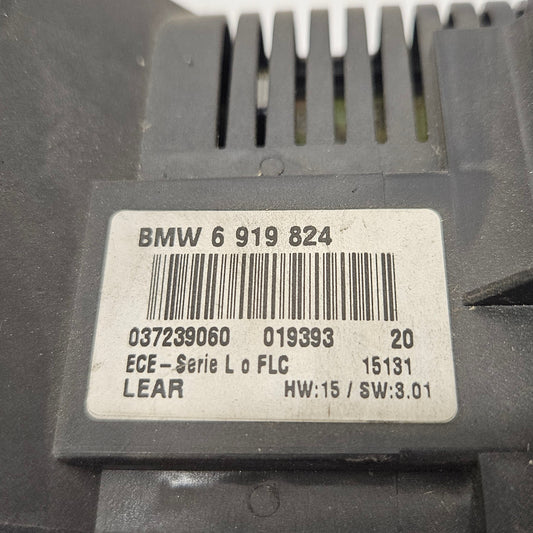 BMW 6 919 824
037239060 019393 20
ECE-Serie L o FLC 15131
LEAR HW:15 / SW:3.01